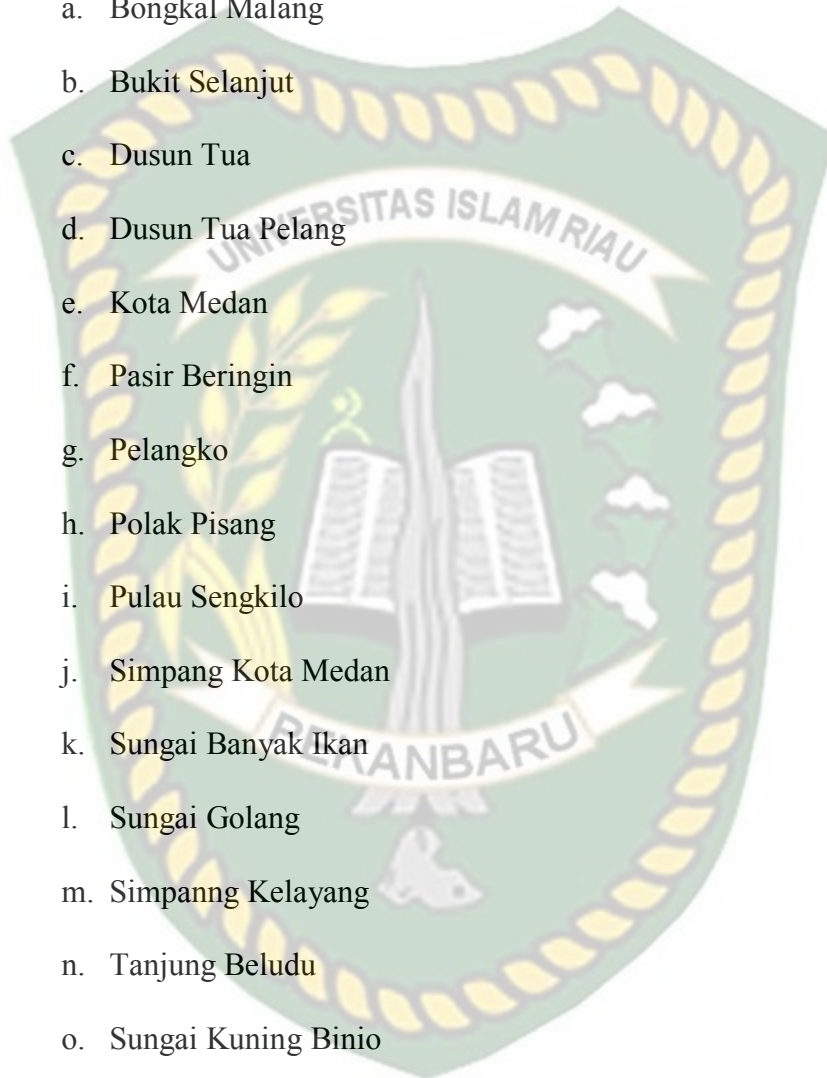 a. Bongkal Malang
b. Bukit Selanjut
c. Dusun Tua
UNIVERSITAS ISLAM RIAU
d. Dusun Tua Pelang
e. Kota Medan
f. Pasir Beringin
g. Pelangko
h. Polak Pisang
i. Pulau Sengkilo
j. Simpang Kota Medan
PEKANBARU
k. Sungai Banyak Ikan
l. Sungai Golang
m. Simpanng Kelayang
n. Tanjung Beludu
o. Sungai Kuning Binio